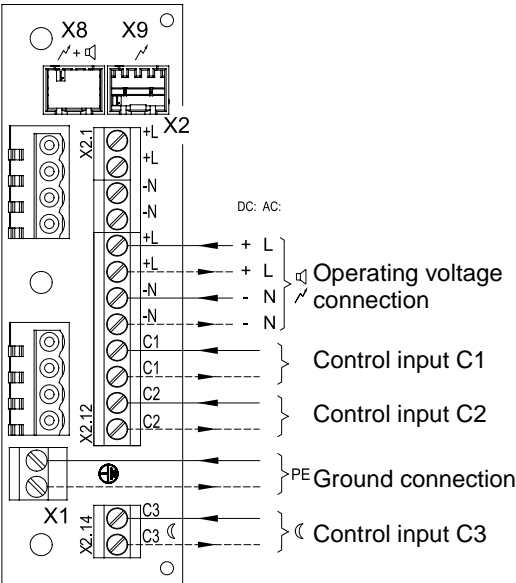 X8 X9
+
X2
X2.1
+L
+L
-N
-N
DC: AC:
+L + L
+L + L
-N - N
-N - N
Operating voltage
connection
C1
C1
Control input C1
C2
C2
Control input C2
X2.12
PE Ground connection
X1
X2.14
C3
C3
Control input C3